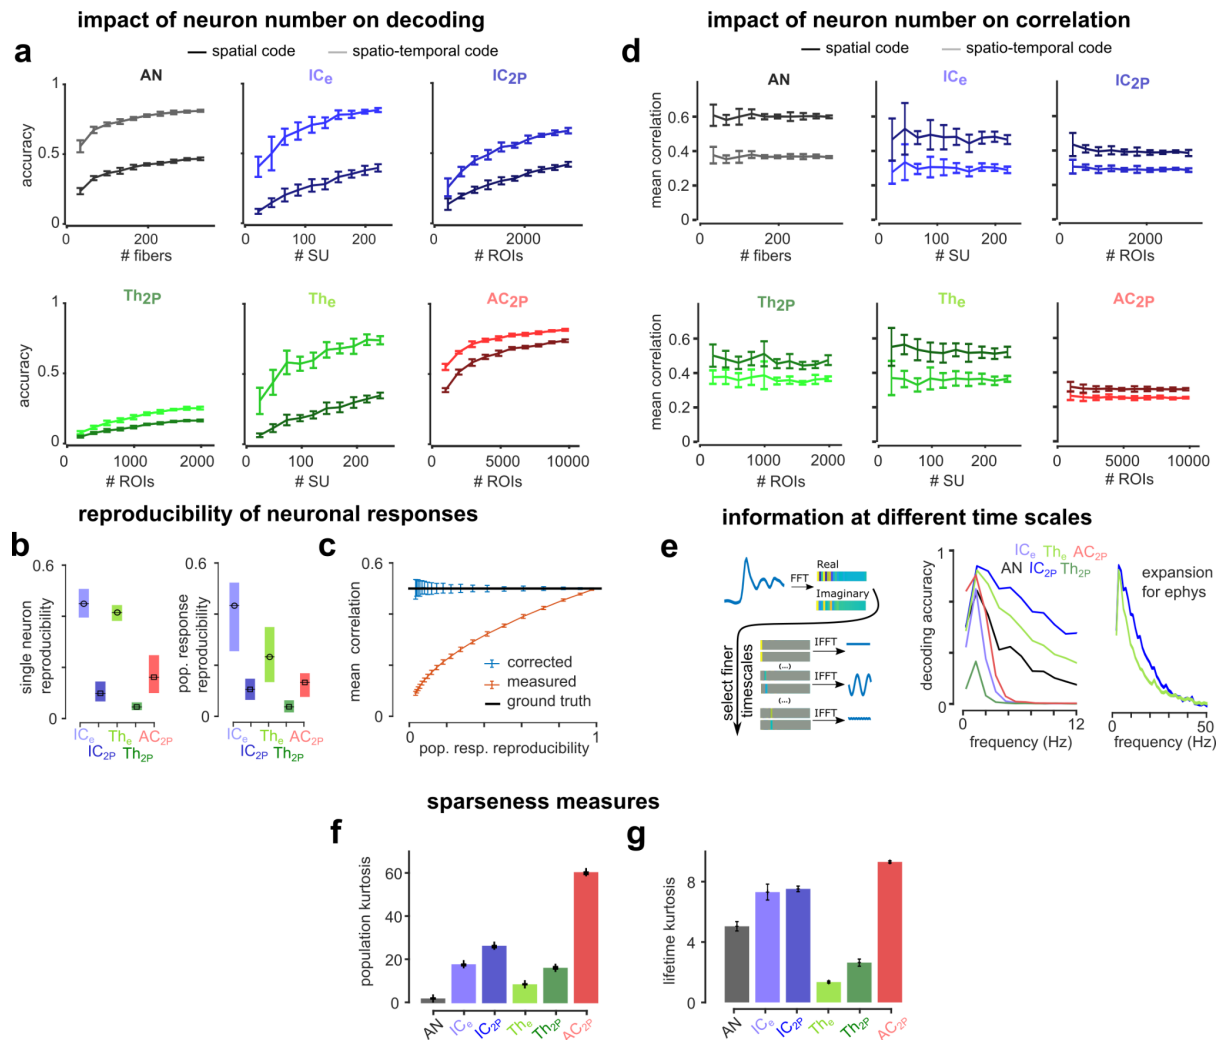 impact of neuron number on decoding
a
spatial code spatio-temporal code
AN ICe IC2P
accuracy
1
0.5
0
0 200
# fibers
0 100 200
# SU
0 2000
# ROIs
Th2P The AC2P
accuracy
1
0.5
0
0 1000 2000
# ROIs
0 100 200
# SU
0 5000 10000
# ROIs
impact of neuron number on correlation
d
spatial code spatio-temporal code
AN ICe IC2P
mean correlation
0.6
0.4
0.2
0
0 200
# fibers
0 100 200
# SU
0 2000
# ROIs
Th2P The AC2P
mean correlation
0.6
0.4
0.2
0
0 1000 2000
# ROIs
0 100 200
# SU
0 5000 10000
# ROIs
reproducibility of neuronal responses
b
single neuron
reproducibility
0.6
0
ICe The AC2P
IC2P Th2P
pop. response
reproducibility
0.6
0
ICe The AC2P
IC2P Th2P
c
mean correlation
0.6
0
corrected
measured
ground truth
0 1
pop. resp. reproducibility
information at different time scales
e
FFT
Real
Imaginary
select finer
timescales
IFFT
(...)
IFFT
(...)
IFFT
ICe The AC2P
AN IC2P Th2P
decoding accuracy
1
0
0 12
frequency (Hz)
expansion
for ephys
0 50
frequency (Hz)
sparseness measures
f
population kurtosis
60
40
20
0
AN ICe IC2P The Th2P AC2P
g
lifetime kurtosis
8
4
0
AN ICe IC2P The Th2P AC2P